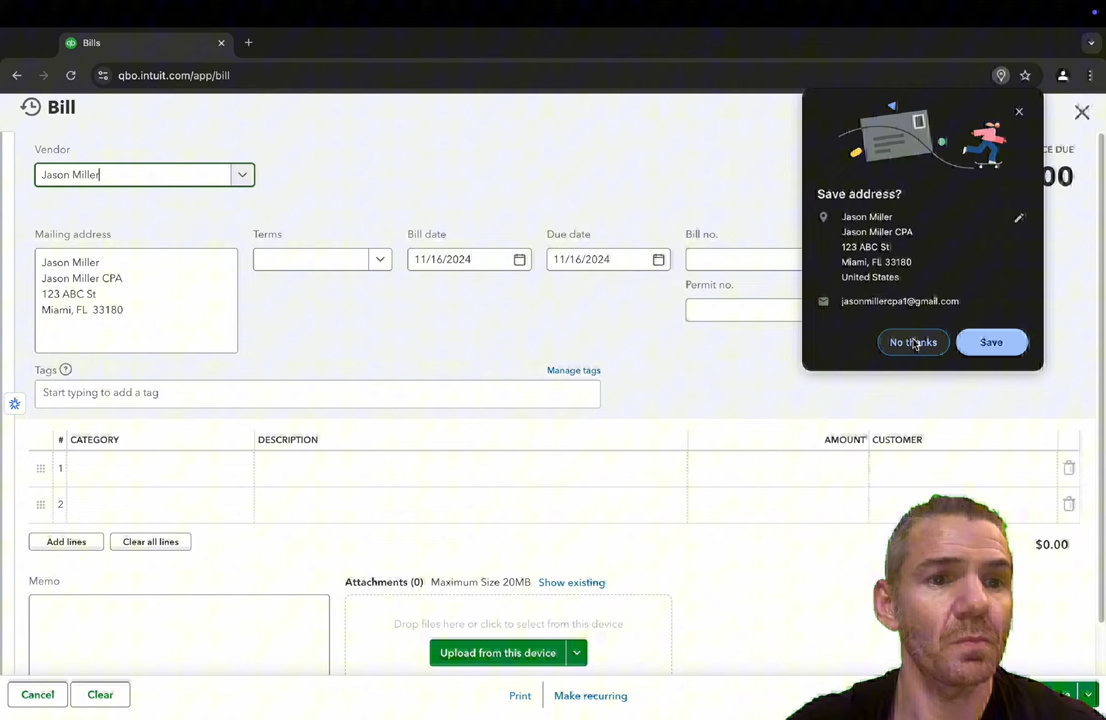 Bills
qbo.intuit.com/app/bill
Bill
Vendor
Jason Miller
CE DUE
00
Mailing address
Jason Miller
Jason Miller CPA
123 ABC St
Miami, FL 33180
Terms
Bill date
11/16/2024
Due date
11/16/2024
Bill no.
Permit no.
Save address?
Jason Miller
Jason Miller CPA
123 ABC St
Miami, FL 33180
United States
jasonmillercpa1@gmail.com
No thanks
Save
Tags
Manage tags
Start typing to add a tag
# CATEGORY DESCRIPTION AMOUNT CUSTOMER
1
2
Add lines
Clear all lines
$0.00
Memo
Attachments (0) Maximum Size 20MB Show existing
Drop files here or click to select from this device
Upload from this device
Cancel
Clear
Print
Make recurring